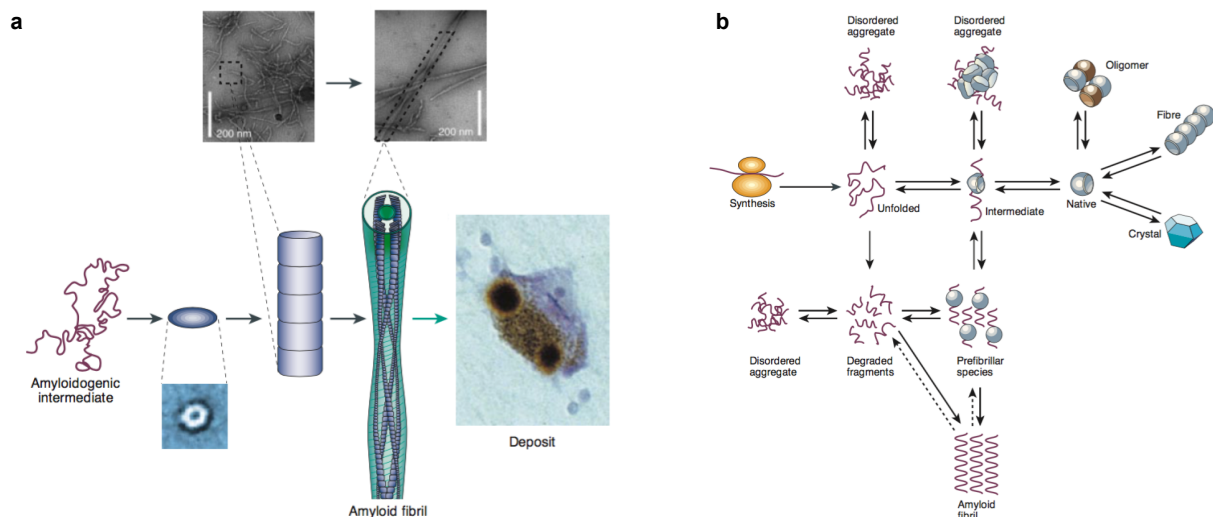 a
200 nm
200 nm
Amyloidogenic
intermediate
Amyloid fibril
Deposit
b
Disordered
aggregate
Disordered
aggregate
Oligomer
Fibre
Synthesis
Unfolded
Intermediate
Native
Crystal
Disordered
aggregate
Degraded
fragments
Prefibrillar
species
Amyloid
fibril